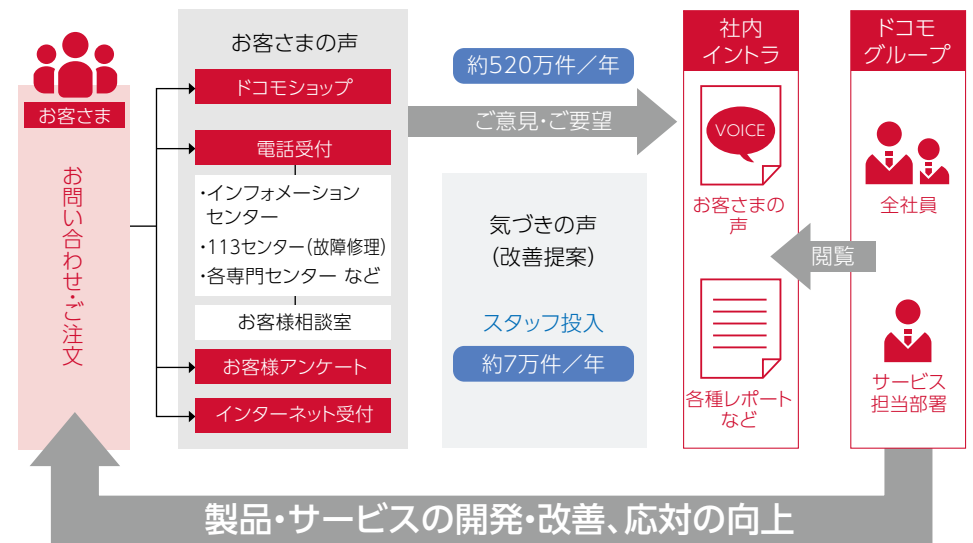 お客さま
お問い合わせ・ご注文
お客さまの声
ドコモショップ
電話受付
・インフォメーション
センター
・113センター(故障修理)
・各専門センター など
お客様相談室
お客様アンケート
インターネット受付
約520万件／年
ご意見・ご要望
気づきの声
(改善提案)
スタッフ投入
約7万件／年
社内
イントラ
VOICE
お客さまの
声
各種レポート
など
閲覧
ドコモ
グループ
全社員
サービス
担当部署
製品・サービスの開発・改善、応対の向上